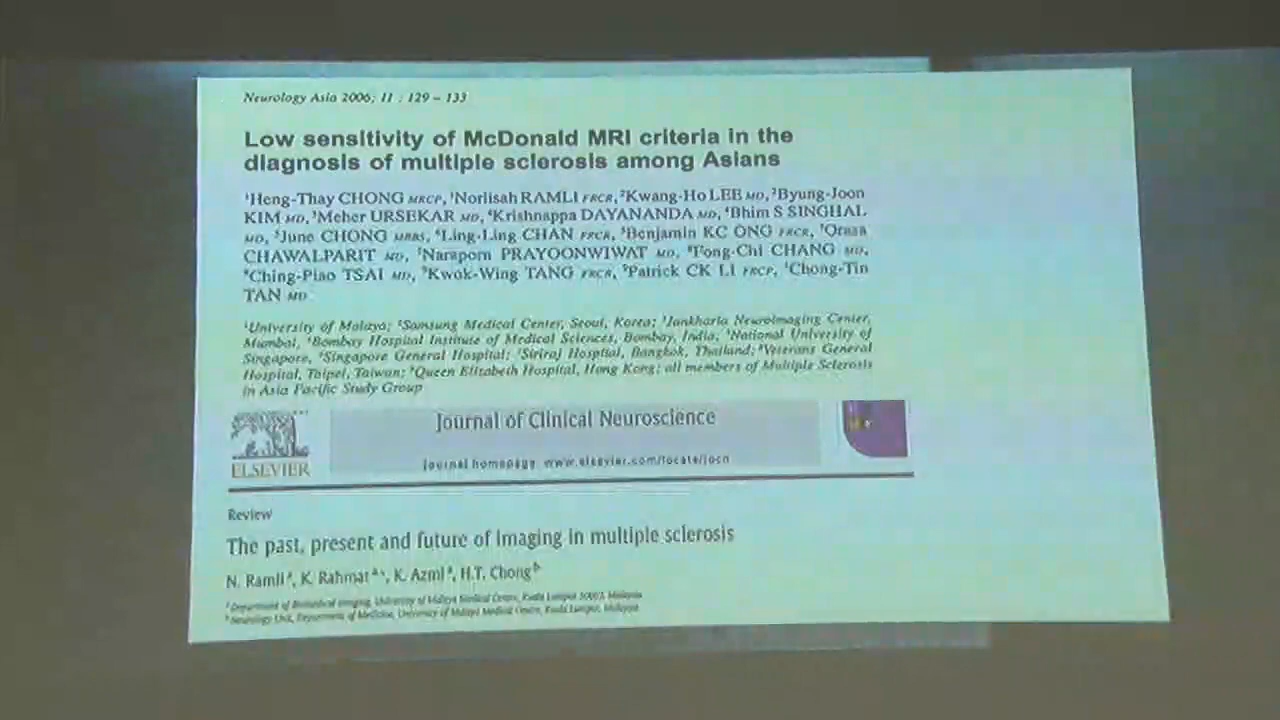 Neurology Asia 2006; 11 : 129 – 133
Low sensitivity of McDonald MRI criteria in the
diagnosis of multiple sclerosis among Asians
¹Heng-Thay CHONG MRCP, ¹Norlisah RAMLI FRCR, ²Kwang-Ho LEE MD, ²Byung-Joon
KIM MD, ³Meher URSEKAR MD, ⁴Krishnappa DAYANANDA MD, ⁴Bhim S SINGHAL
MD, ⁵June CHONG MBBS, ⁶Ling-Ling CHAN FRCR, ⁵Benjamin KC ONG FRCP, ⁷Orasa
CHAWALPARIT MD, ⁷Naraporn PRAYOONWIWAT MD, ⁸Tong-Chi CHANG MD,
⁸Ching-Piao TSAI MD, ⁹Kwok-Wing TANG FRCR, ⁹Patrick CK LI FRCP, ¹Chong-Tin
TAN MD
¹University of Malaya; ²Samsung Medical Center, Seoul, Korea; ³Jankharia Neuroimaging Center,
Mumbai, ⁴Bombay Hospital Institute of Medical Sciences, Bombay, India; ⁵National University of
Singapore, ⁶Singapore General Hospital; ⁷Siriraj Hospital, Bangkok, Thailand; ⁸Veterans General
Hospital, Taipei, Taiwan; ⁹Queen Elizabeth Hospital, Hong Kong; all members of Multiple Sclerosis
in Asia Pacific Study Group
ELSEVIER
Journal of Clinical Neuroscience
journal homepage: www.elsevier.com/locate/jocn
Review
The past, present and future of imaging in multiple sclerosis
N. Ramli ᵃ, K. Rahmat ᵃ,*, K. Azmi ᵃ, H.T. Chong ᵇ
ᵃ Department of Biomedical Imaging, University of Malaya Medical Centre, Kuala Lumpur Malaysia
ᵇ Neurology Unit, Department of Medicine, University of Malaya Medical Centre, Kuala Lumpur, Malaysia